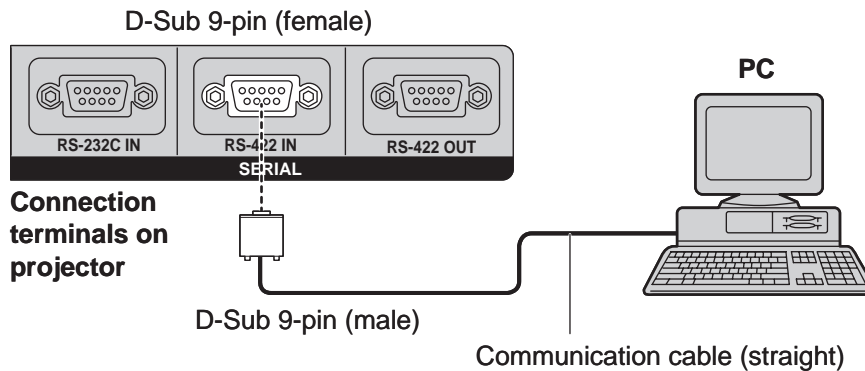 D-Sub 9-pin (female)
PC
RS-232C IN
RS-422 IN
RS-422 OUT
SERIAL
Connection
terminals on
projector
D-Sub 9-pin (male)
Communication cable (straight)